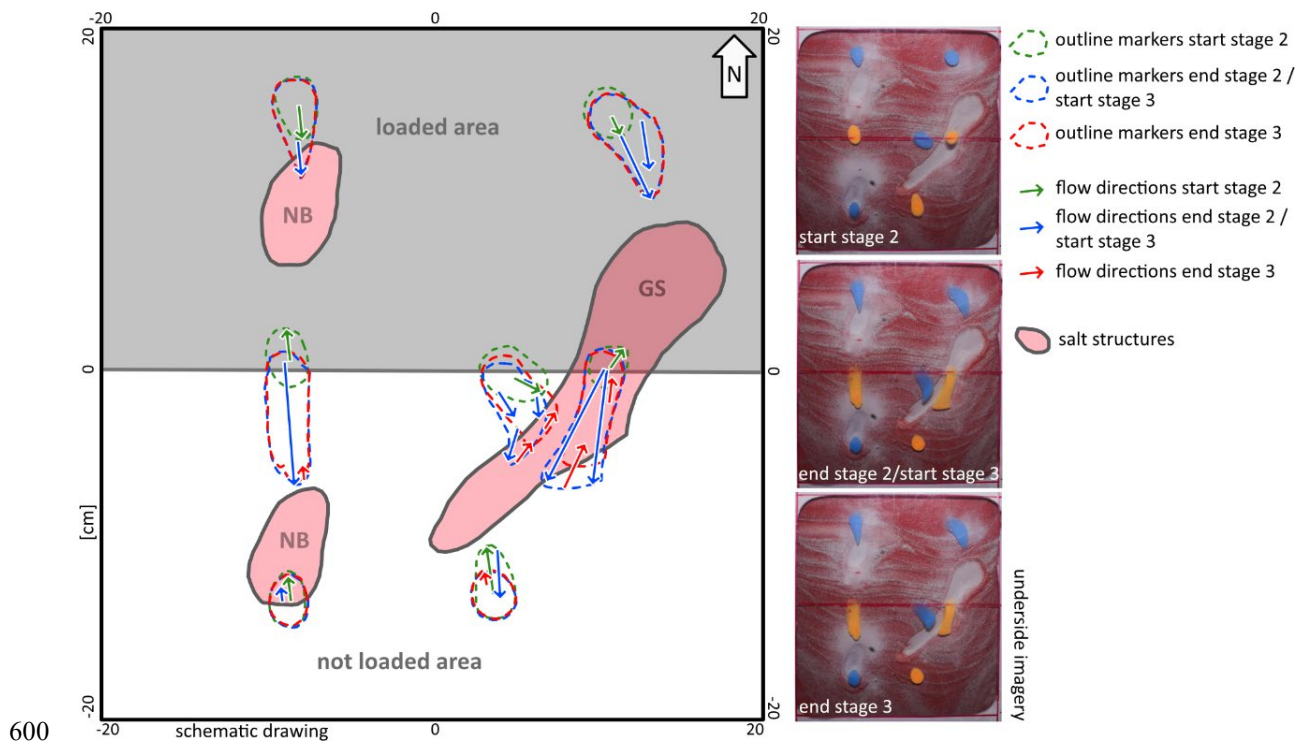 -20
0
20
20
20
N
loaded area
NB
GS
0
0
[cm]
NB
not loaded area
-20
-20
-20
0
20
600
schematic drawing
start stage 2
end stage 2/start stage 3
end stage 3
underside imagery
outline markers start stage 2
outline markers end stage 2 /
start stage 3
outline markers end stage 3
flow directions start stage 2
flow directions end stage 2 /
start stage 3
flow directions end stage 3
salt structures